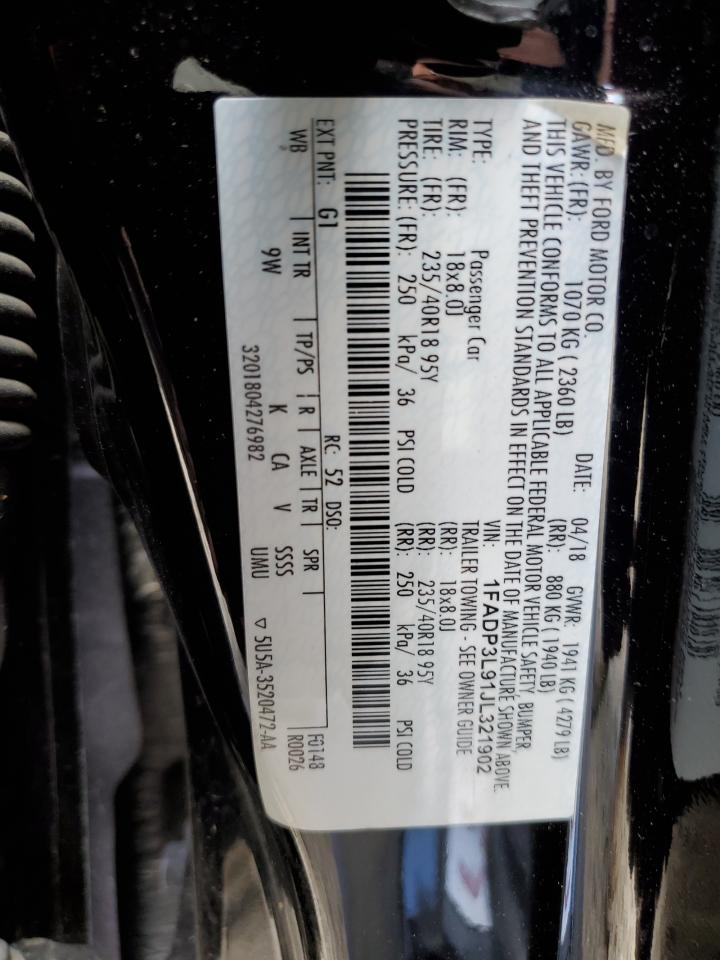 MFD. BY FORD MOTOR CO.
DATE: 04/18 GVWR: 1941 KG ( 4279 LB)
GAWR: (FR): 1070 KG ( 2360 LB) (RR): 880 KG ( 1940 LB)
THIS VEHICLE CONFORMS TO ALL APPLICABLE FEDERAL MOTOR VEHICLE SAFETY, BUMPER,
AND THEFT PREVENTION STANDARDS IN EFFECT ON THE DATE OF MANUFACTURE SHOWN ABOVE.
VIN: 1FADP3L91JL321902
TYPE: Passenger Car TRAILER TOWING - SEE OWNER GUIDE
RIM: (FR): 18x8.0J (RR): 18x8.0J
TIRE: (FR): 235/40R18 95Y (RR): 235/40R18 95Y
PRESSURE: (FR): 250 kPa/ 36 PSI COLD (RR): 250 kPa/ 36 PSI COLD
EXT PNT: G1 RC: 52 DSO: F0148
WB INT TR TP/PS R AXLE TR SPR R0026
9W K CA V SSSS
3201804276982 UMU ▽ 5U5A-3520472-AA